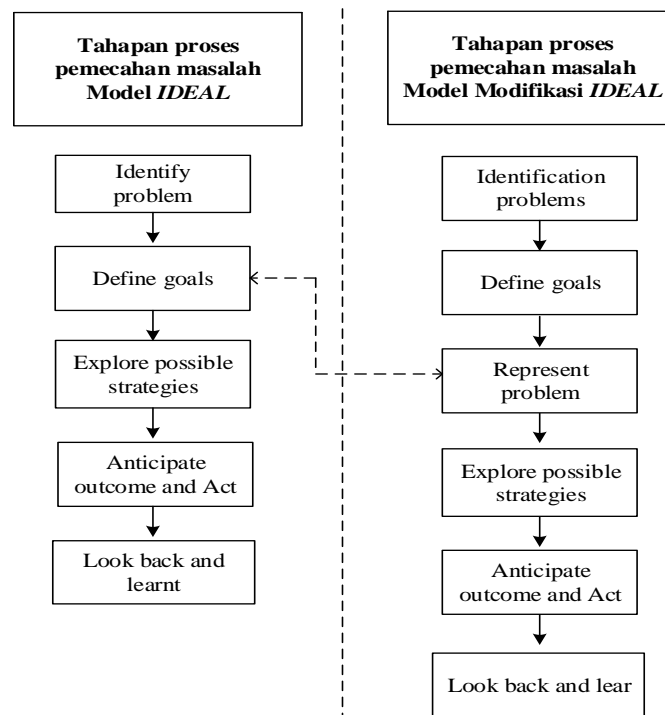 Tahapan proses
pemecahan masalah
Model IDEAL
Identify
problem
Define goals
Explore possible
strategies
Anticipate
outcome and Act
Look back and
learnt
Tahapan proses
pemecahan masalah
Model Modifikasi IDEAL
Identification
problems
Define goals
Represent
problem
Explore possible
strategies
Anticipate
outcome and Act
Look back and lear